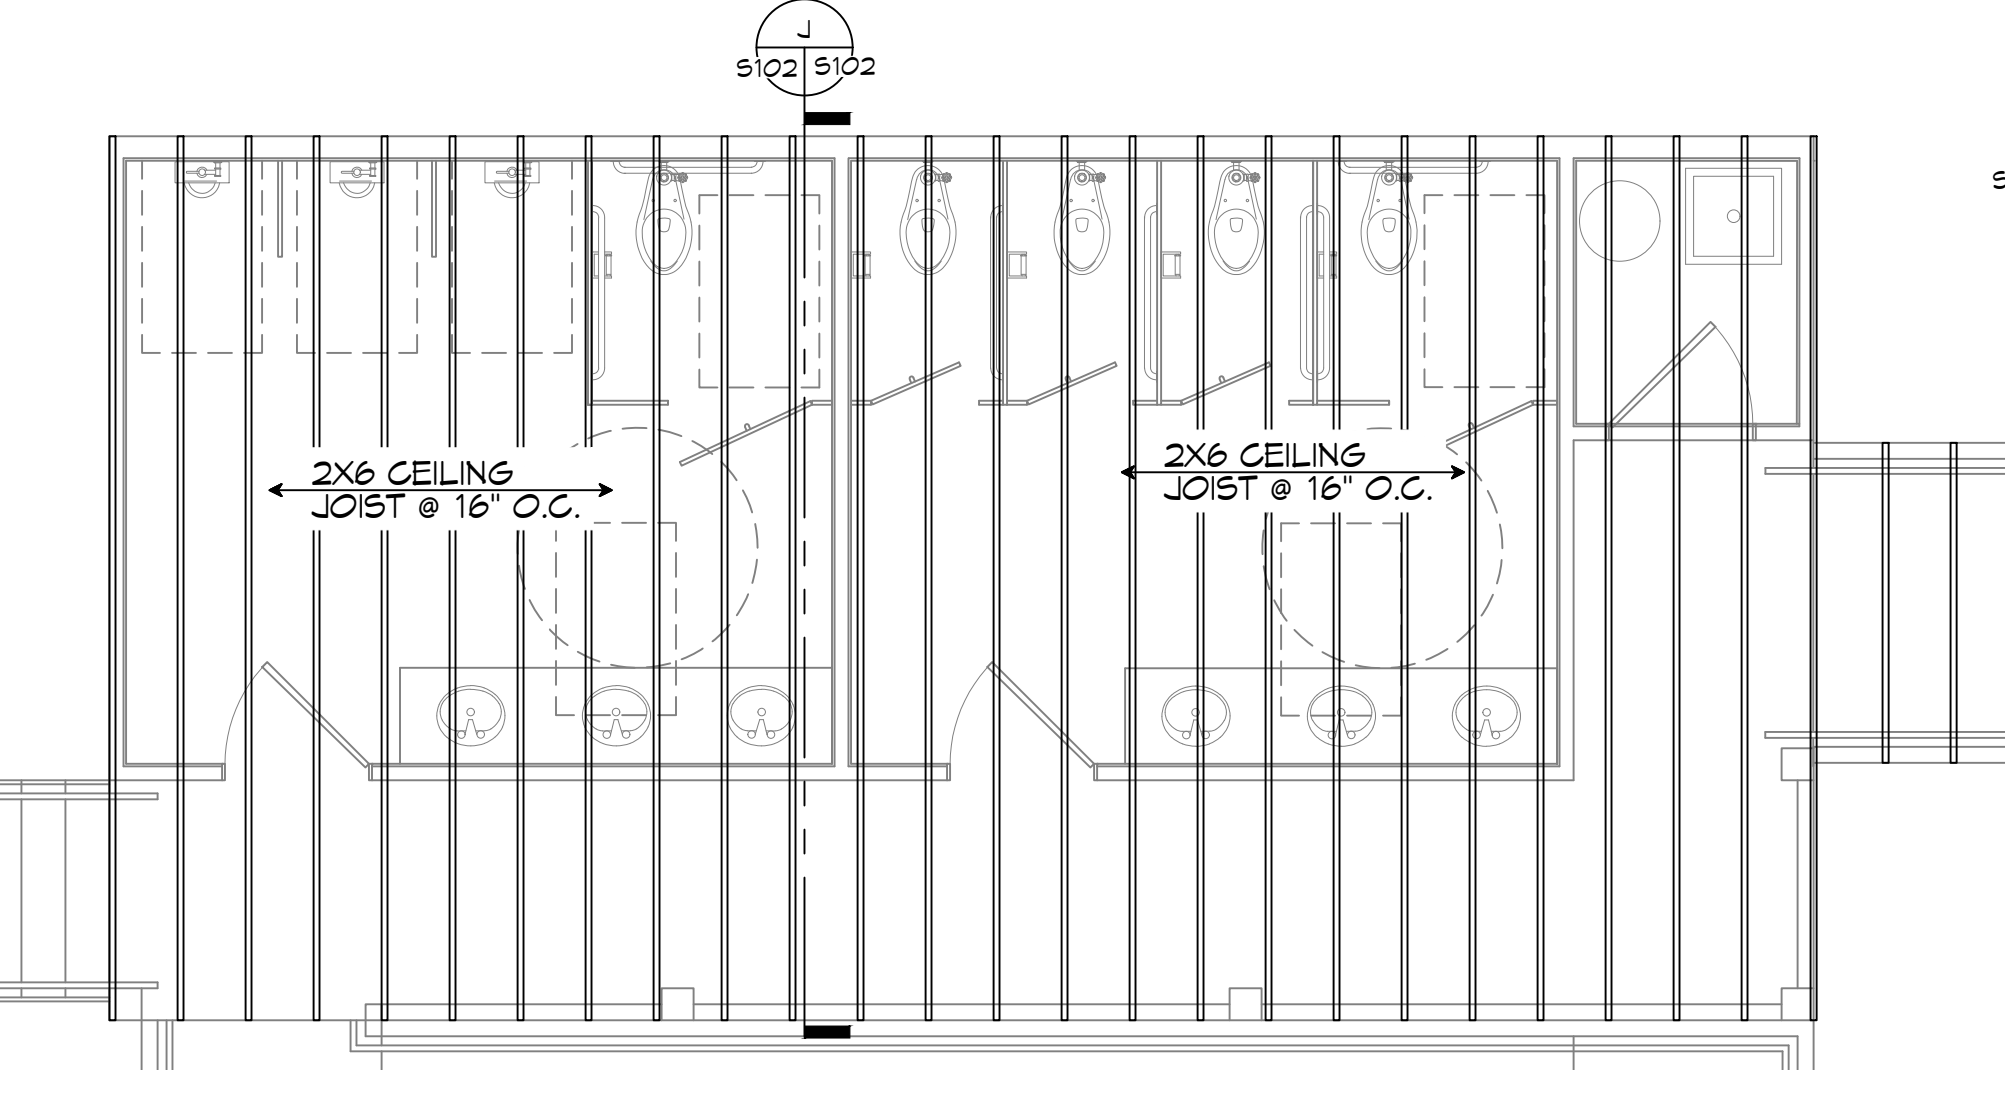 J
S102 S102
S
2X6 CEILING
JOIST @ 16" O.C.
2X6 CEILING
JOIST @ 16" O.C.